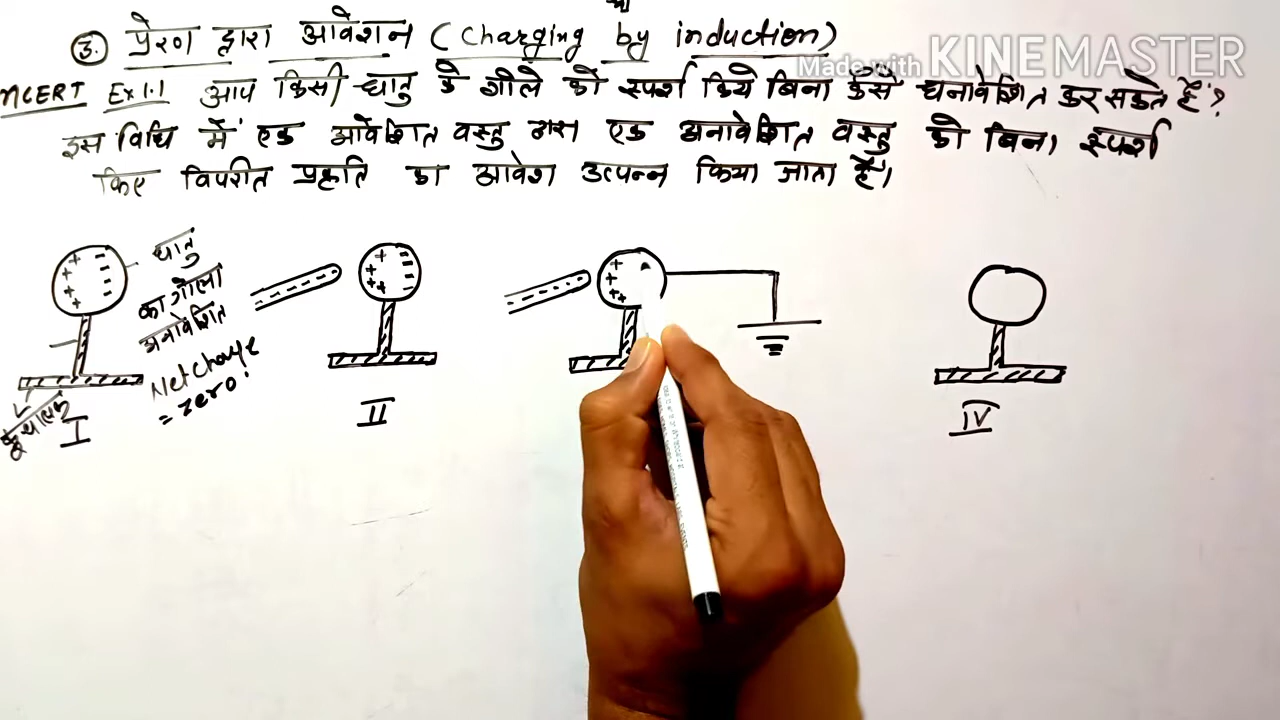 3. प्रेरण द्वारा आवेशन (Charging by induction)
Made with KINEMASTER
NCERT Ex 1.1 आप किसी धातु के गोले को स्पर्श किये बिना कैसे धनावेशित कर सकते हैं?
इस विधि में एक आवेशित वस्तु द्वारा एक अनावेशित वस्तु को बिना स्पर्श
किए विपरीत प्रकृति का आवेश उत्पन्न किया जाता है।
धातु
का गोला
अनावेशित
Net charge
= zero.
कुचालक
I
II
IV